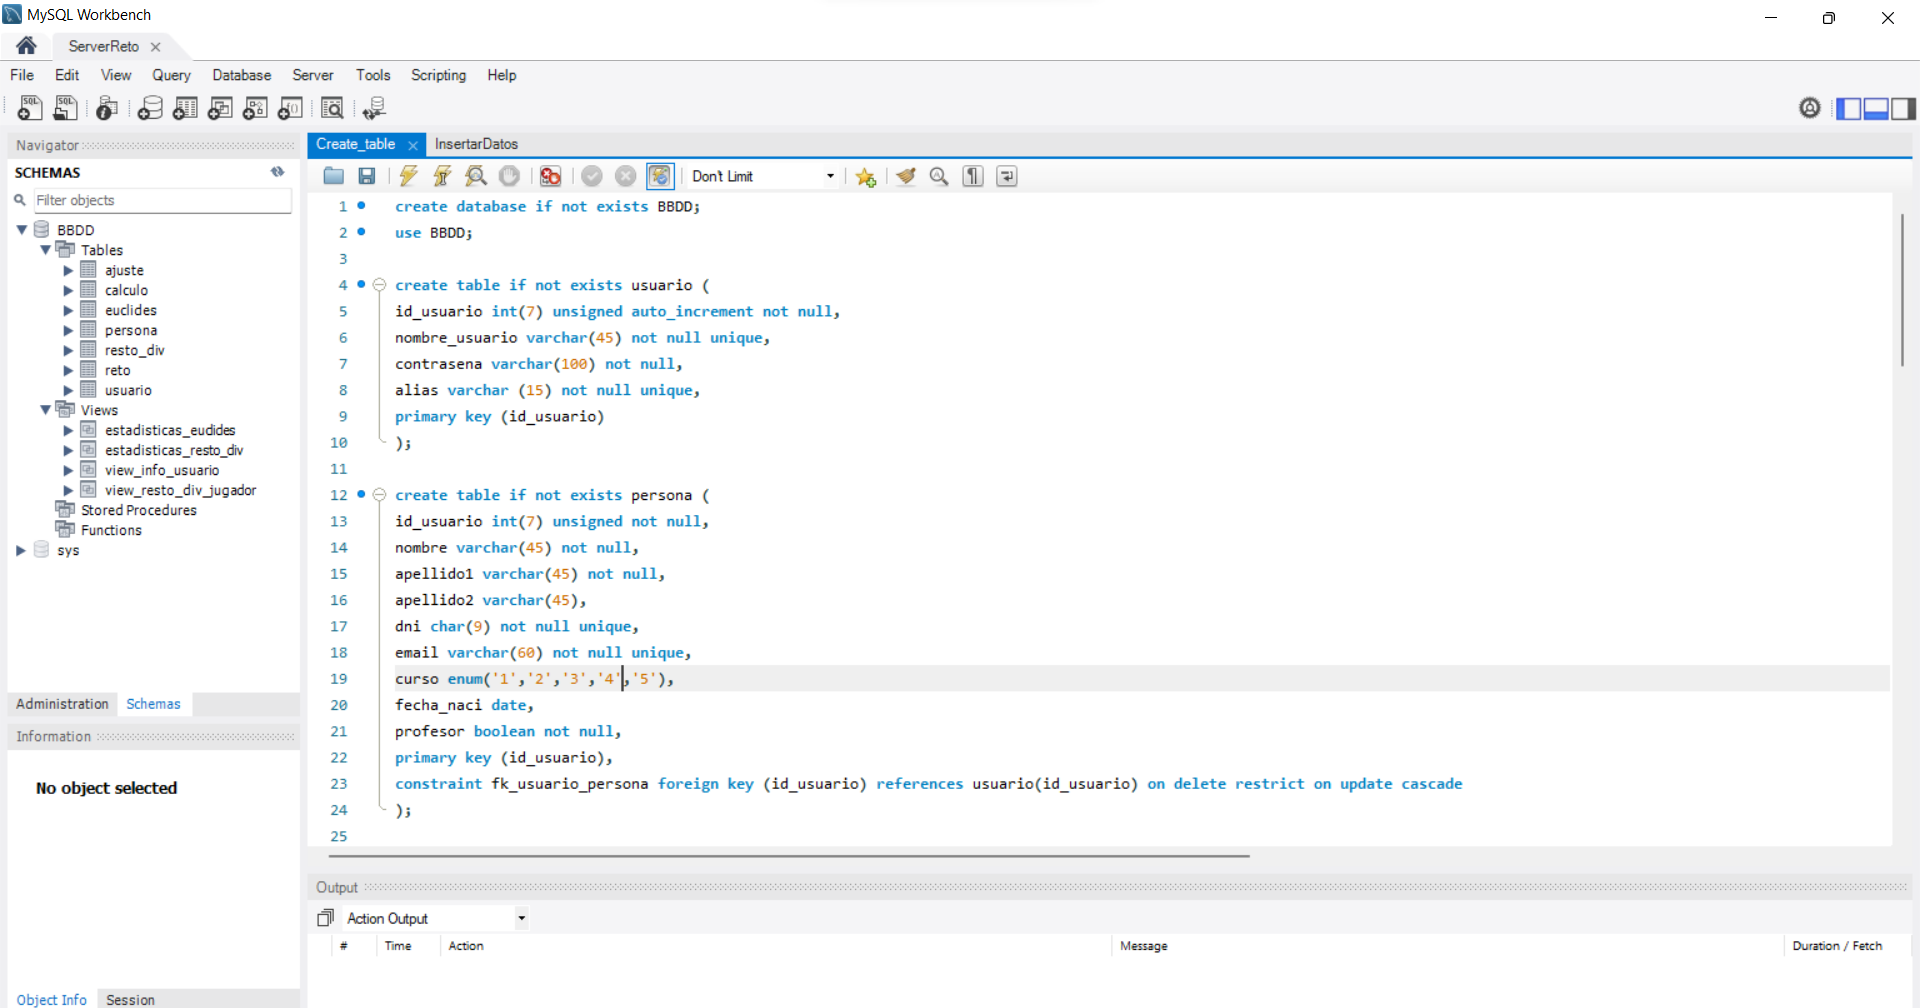 MySQL Workbench
ServerReto
File Edit View Query Database Server Tools Scripting Help
Navigator
SCHEMAS
Filter objects
BBDD
Tables
ajuste
calculo
euclides
persona
resto_div
reto
usuario
Views
estadisticas_euclides
estadisticas_resto_div
view_info_usuario
view_resto_div_jugador
Stored Procedures
Functions
sys
Administration Schemas
Information
No object selected
Object Info Session
Create_table InsertarDatos
Don't Limit
1 create database if not exists BBDD;
2 use BBDD;
3
4 create table if not exists usuario (
5 id_usuario int(7) unsigned auto_increment not null,
6 nombre_usuario varchar(45) not null unique,
7 contrasena varchar(100) not null,
8 alias varchar (15) not null unique,
9 primary key (id_usuario)
10 );
11
12 create table if not exists persona (
13 id_usuario int(7) unsigned not null,
14 nombre varchar(45) not null,
15 apellido1 varchar(45) not null,
16 apellido2 varchar(45),
17 dni char(9) not null unique,
18 email varchar(60) not null unique,
19 curso enum('1','2','3','4','5'),
20 fecha_naci date,
21 profesor boolean not null,
22 primary key (id_usuario),
23 constraint fk_usuario_persona foreign key (id_usuario) references usuario(id_usuario) on delete restrict on update cascade
24 );
25
Output
Action Output
# Time Action Message Duration / Fetch